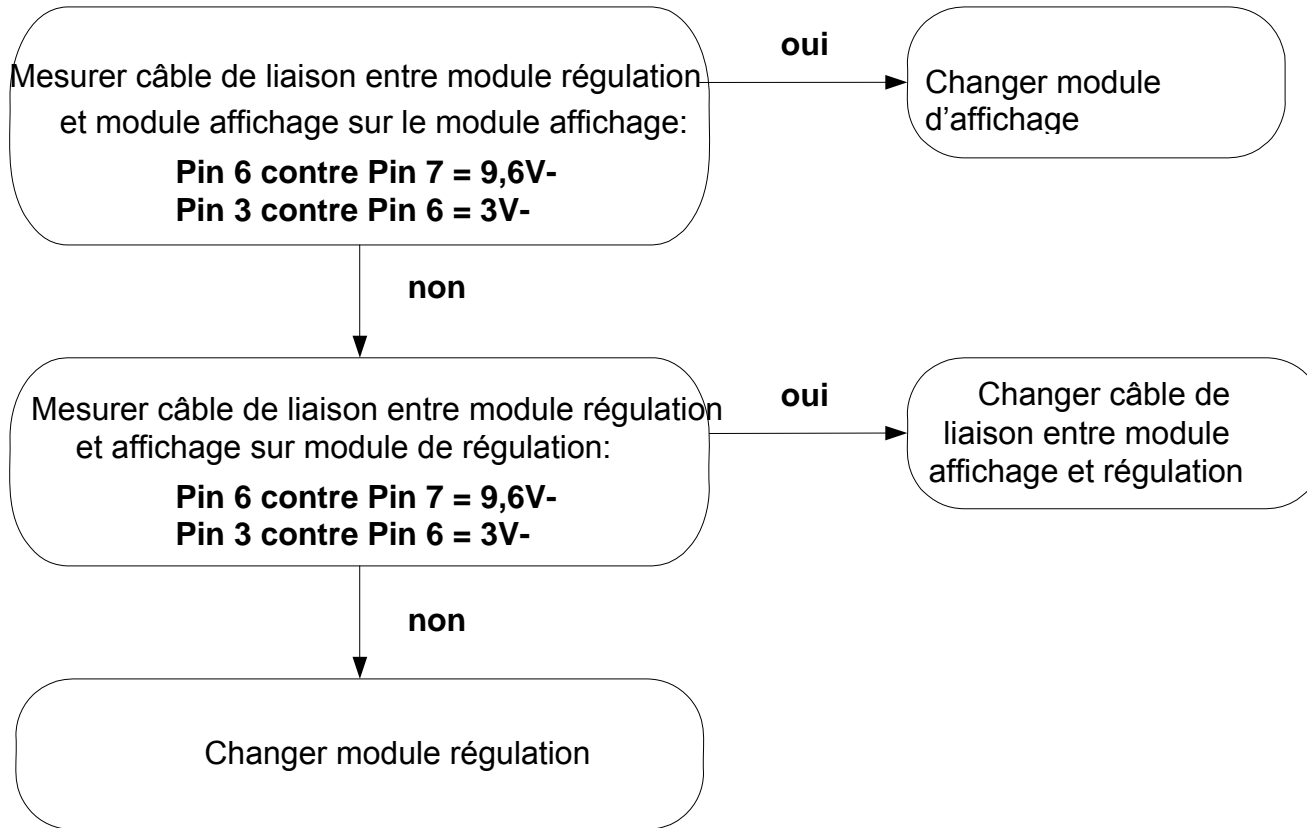 Mesurer câble de liaison entre module régulation
et module affichage sur le module affichage:
Pin 6 contre Pin 7 = 9,6V-
Pin 3 contre Pin 6 = 3V-
oui
Changer module
d'affichage
non
Mesurer câble de liaison entre module régulation
et affichage sur module de régulation:
Pin 6 contre Pin 7 = 9,6V-
Pin 3 contre Pin 6 = 3V-
oui
Changer câble de
liaison entre module
affichage et régulation
non
Changer module régulation